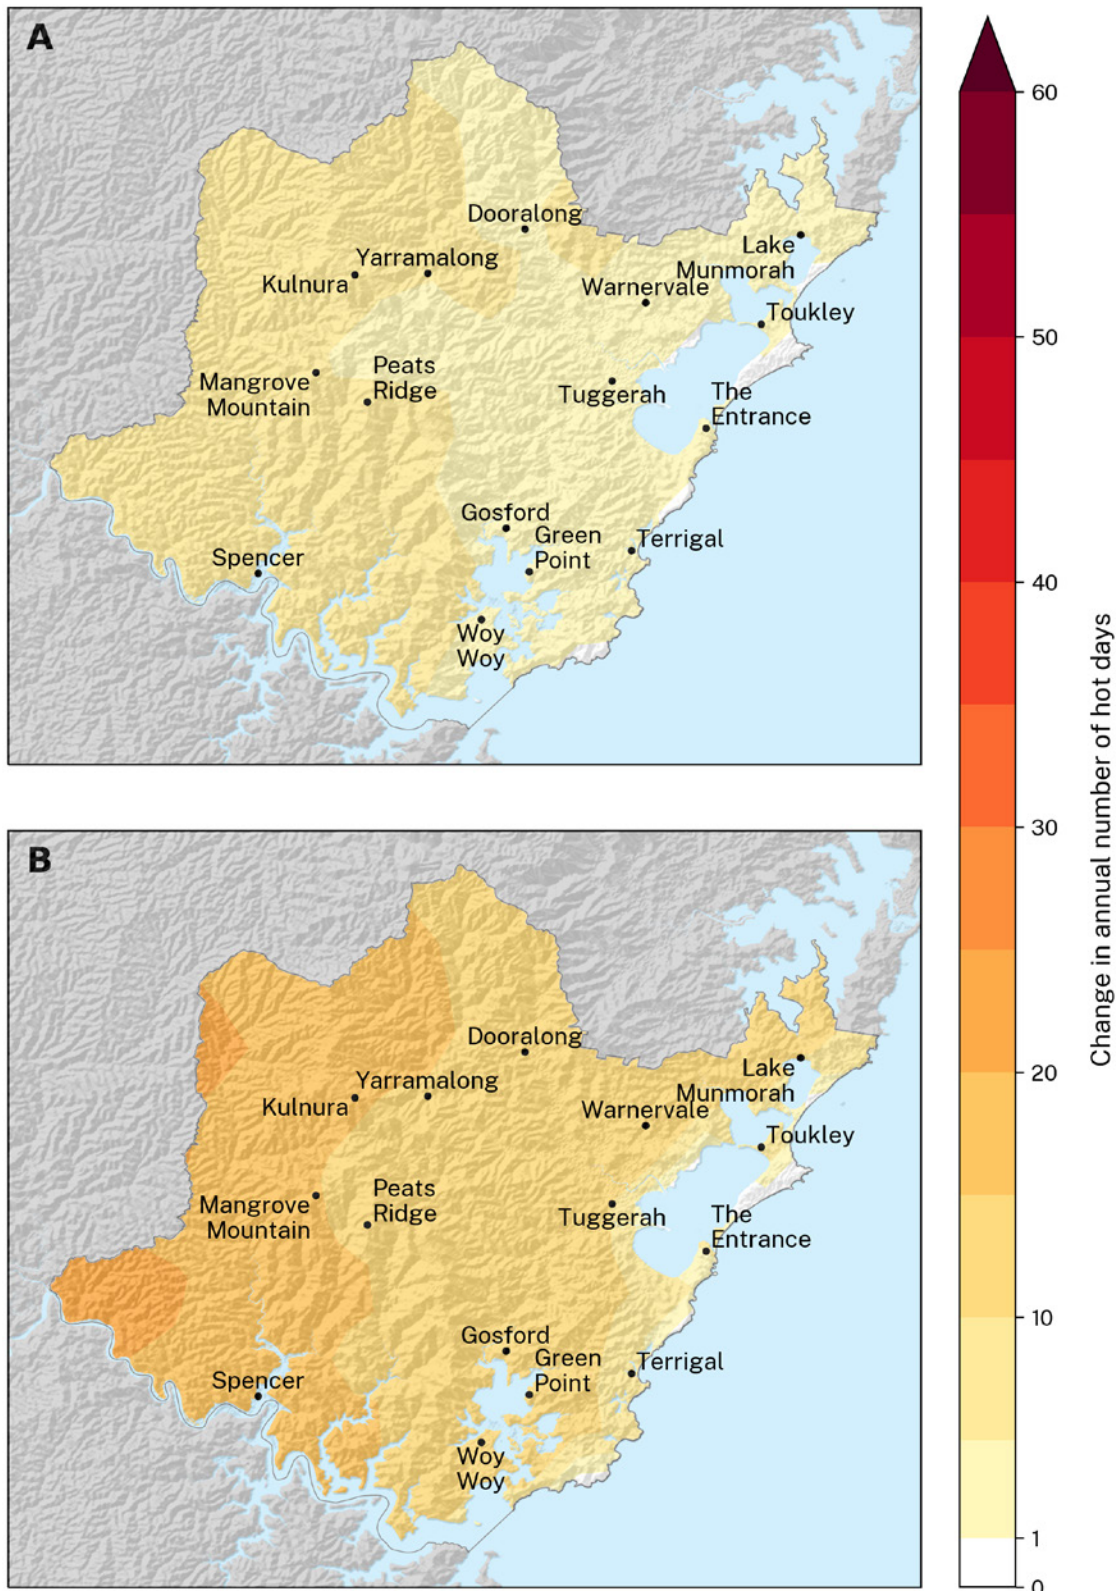 A
Dooralong
Yarramalong
Kulnura
Lake
Munmorah
Warnervale
Toukley
Peats
Ridge
Mangrove
Mountain
Tuggerah
The
Entrance
Gosford
Green
Point
Terrigal
Spencer
Woy
Woy
B
Dooralong
Yarramalong
Kulnura
Lake
Munmorah
Warnervale
Toukley
Peats
Ridge
Mangrove
Mountain
Tuggerah
The
Entrance
Gosford
Green
Point
Terrigal
Spencer
Woy
Woy
60
50
40
30
20
10
1
0
Change in annual number of hot days